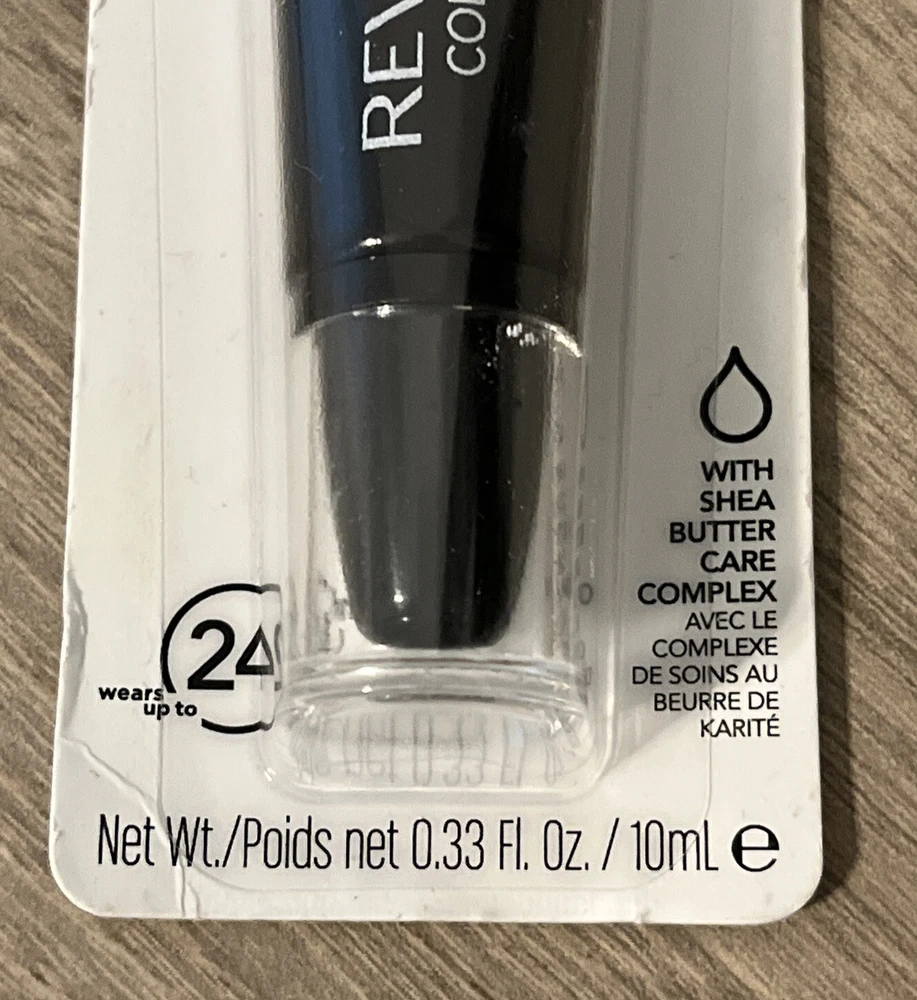 REV
COL
WITH
SHEA
BUTTER
CARE
COMPLEX
AVEC LE
COMPLEXE
DE SOINS AU
BEURRE DE
KARITÉ
24
wears
up to
Net Wt./Poids net 0.33 Fl. Oz. / 10mL e